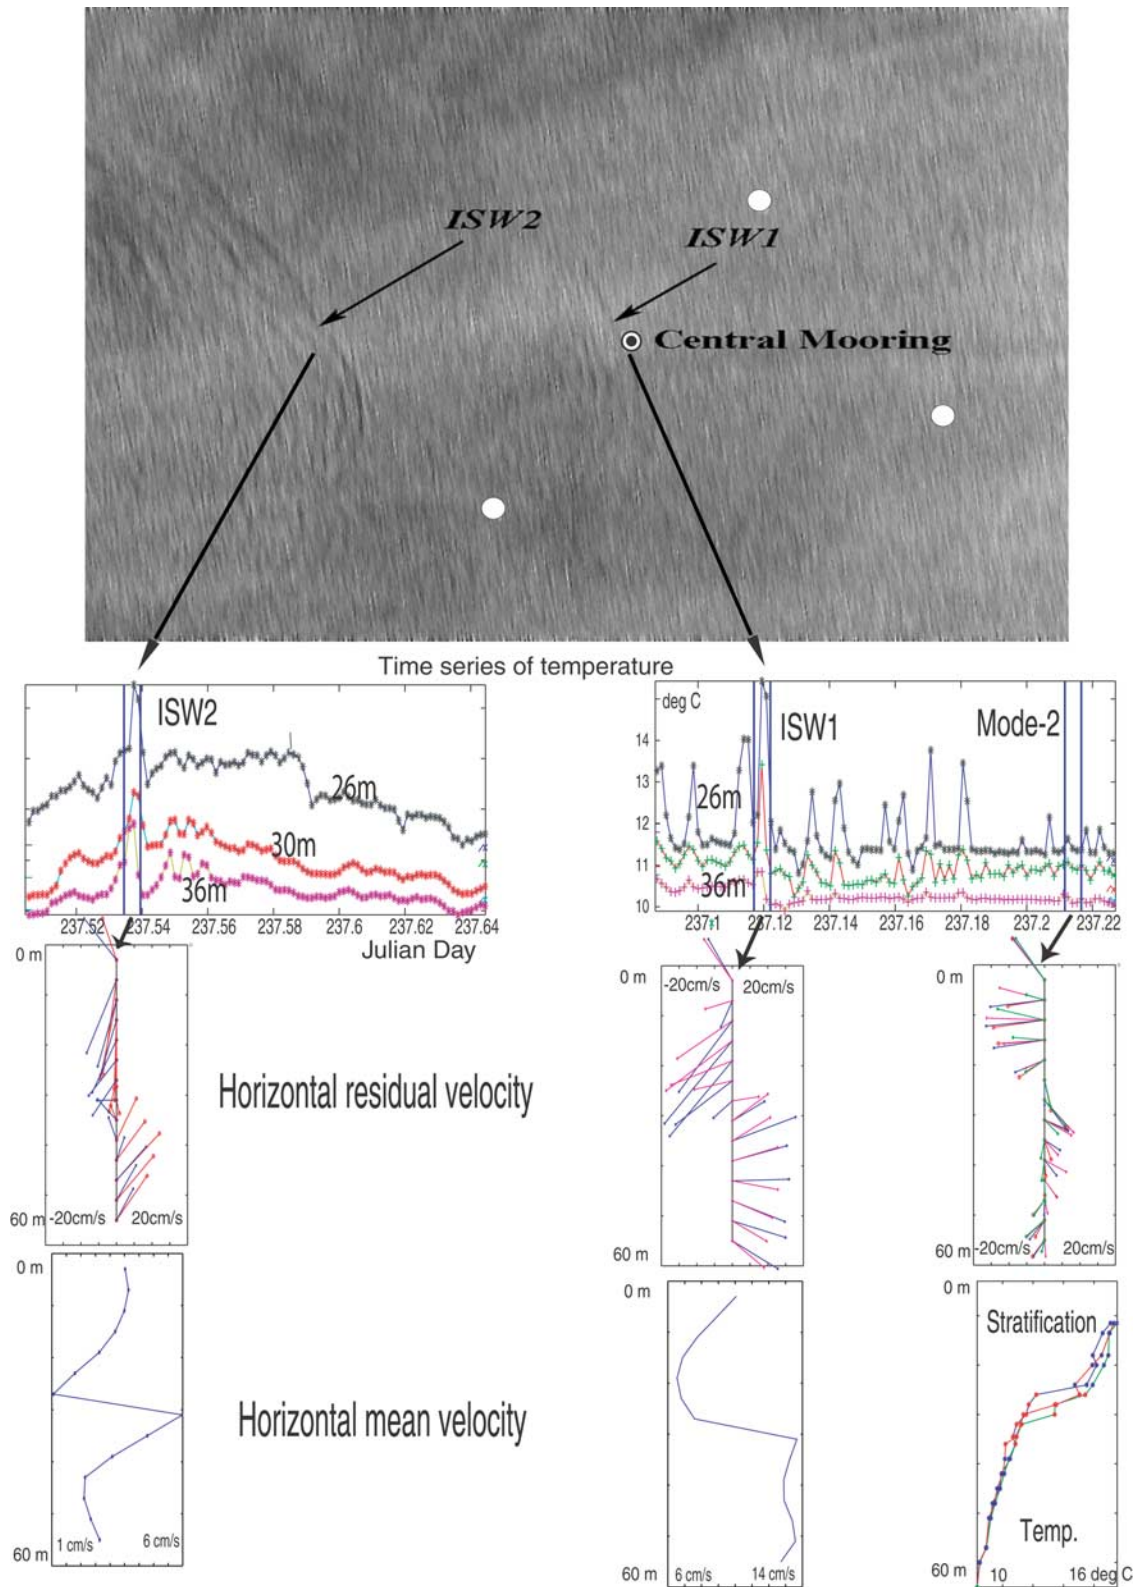 ISW2
ISW1
Central Mooring
Time series of temperature
ISW2
26m
30m
36m
237.52 237.54 237.56 237.58 237.6 237.62 237.64
Julian Day
deg C
ISW1
Mode-2
14
13
12
11
10
26m
36m
237.1 237.12 237.14 237.16 237.18 237.2 237.22
0 m
-20cm/s 20cm/s
60 m
Horizontal residual velocity
0 m
-20cm/s 20cm/s
60 m
0 m
-20cm/s 20cm/s
60 m
0 m
1 cm/s 6 cm/s
60 m
Horizontal mean velocity
0 m
6 cm/s 14 cm/s
60 m
0 m
Stratification
Temp.
60 m
10 16 deg C